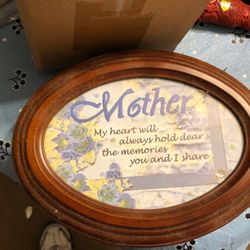 Mother
My heart will
always hold dear
the memories
you and I share